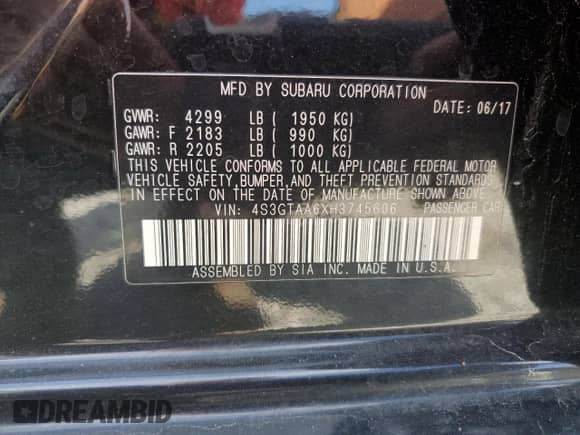 MFD BY SUBARU CORPORATION
DATE: 06/17
GVWR: 4299 LB ( 1950 KG)
GAWR: F 2183 LB ( 990 KG)
GAWR: R 2205 LB ( 1000 KG)
THIS VEHICLE CONFORMS TO ALL APPLICABLE FEDERAL MOTOR
VEHICLE SAFETY,BUMPER,AND THEFT PREVENTION STANDARDS
IN EFFECT ON THE DATE OF MANUFACTURE SHOWN ABOVE.
VIN: 4S3GTAA6XH3745606 PASSENGER CAR
ASSEMBLED BY SIA INC. MADE IN U.S.A.
DREAMBID